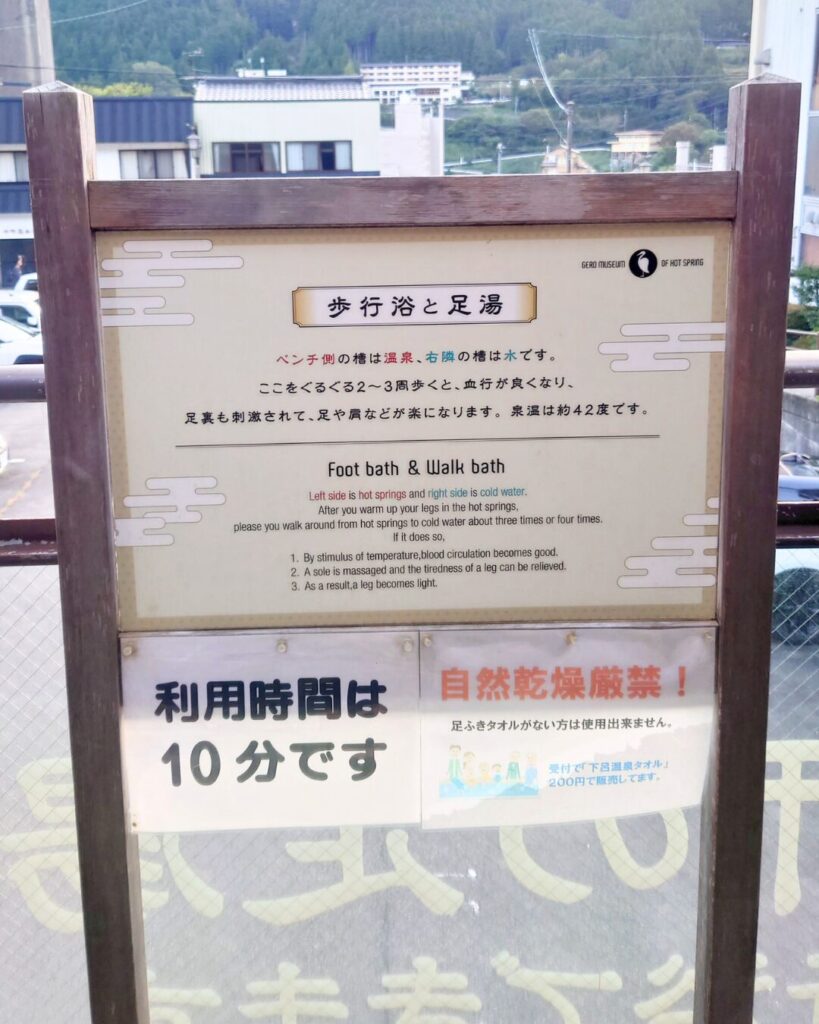 GERO MUSEUM OF HOT SPRING
歩行浴と足湯
ベンチ側の槽は温泉、右隣の槽は水です。
ここをぐるぐる2〜3周歩くと、血行が良くなり、
足裏も刺激されて、足や肩などが楽になります。泉温は約42度です。
Foot bath & Walk bath
Left side is hot springs and right side is cold water.
After you warm up your legs in the hot springs,
please you walk around from hot springs to cold water about three times or four times.
If it does so,
1. By stimulus of temperature,blood circulation becomes good.
2. A sole is massaged and the tiredness of a leg can be relieved.
3. As a result,a leg becomes light.
利用時間は
10分です
自然乾燥厳禁！
足ふきタオルがない方は使用出来ません。
受付で「下呂温泉タオル」
200円で販売してます。